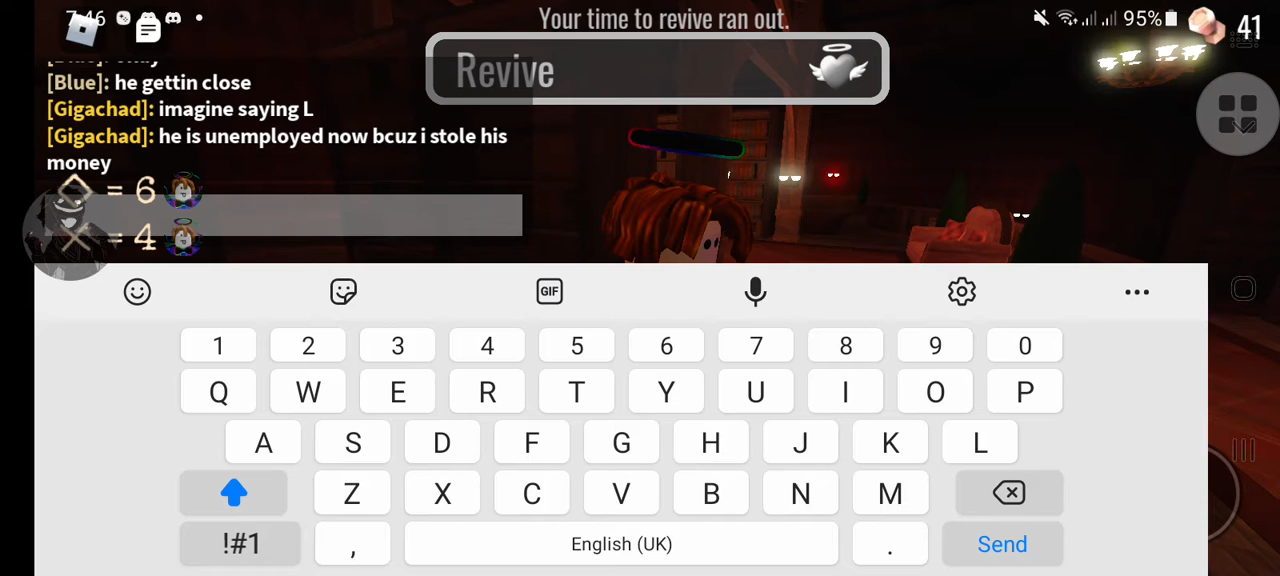 7:46
Your time to revive ran out.
95%
41
Revive
[Blue]: he gettin close
[Gigachad]: imagine saying L
[Gigachad]: he is unemployed now bcuz i stole his
money
= 6
= 4
GIF
1 2 3 4 5 6 7 8 9 0
Q W E R T Y U I O P
A S D F G H J K L
Z X C V B N M
!#1 , English (UK) . Send